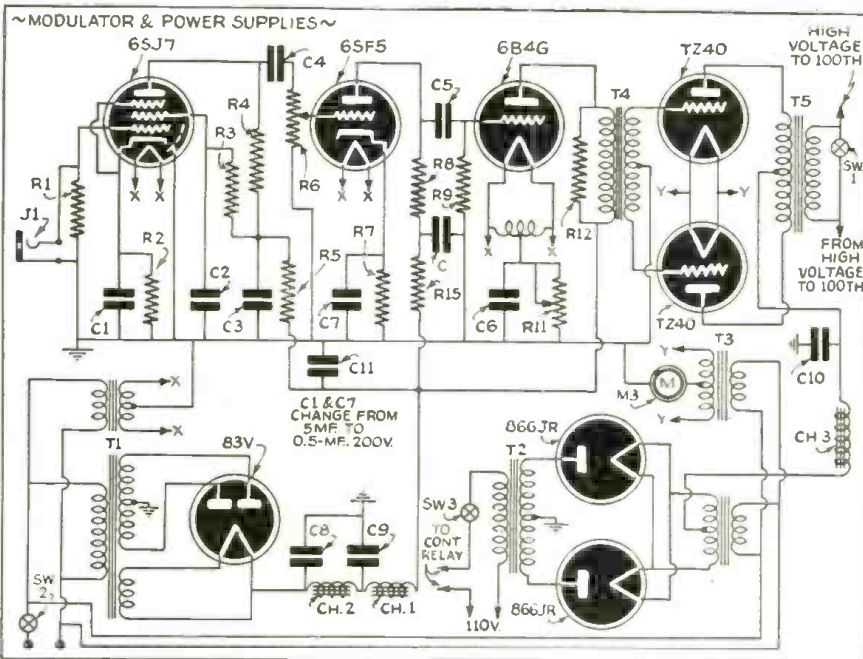 ~MODULATOR & POWER SUPPLIES~
6SJ7
C4
6SF5
6B4G
TZ40
HIGH
VOLTAGE
TO 100TH
C5
T4
T5
R4
R3
R6
R8
R9
R12
SW.
1
R1
X
X
X
X
X
X
Y
Y
J1
R2
C2
R5
R7
C
R15
FROM
HIGH
VOLTAGE
TO 100TH
C1
C3
C7
C6
R11
TZ40
C11
Y
T3
M
M3
Y
C10
X
X
T1
C1 & C7
CHANGE FROM
5MF. TO
0.5-MF. 200V.
83V
866JR
T2
CH.3
SW3
TO
CONT
RELAY
C8
C9
SW.
2
CH.2
CH.1
110V.
866JR